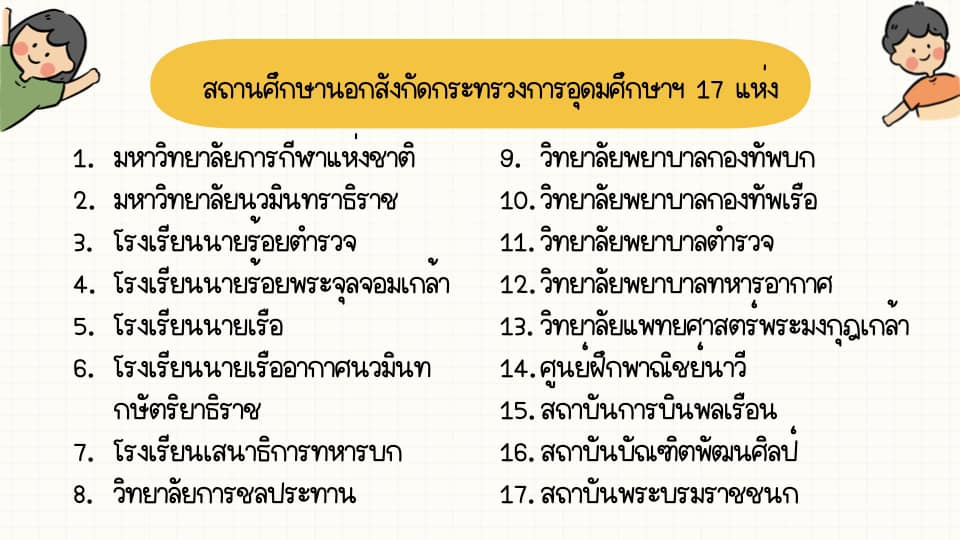 สถานศึกษานอกสังกัดกระทรวงการอุดมศึกษาฯ 17 แห่ง
1. มหาวิทยาลัยการกีฬาแห่งชาติ
2. มหาวิทยาลัยนวมินทราธิราช
3. โรงเรียนนายร้อยตำรวจ
4. โรงเรียนนายร้อยพระจุลจอมเกล้า
5. โรงเรียนนายเรือ
6. โรงเรียนนายเรืออากาศนวมินท
กษัตริยาธิราช
7. โรงเรียนเสนาธิการทหารบก
8. วิทยาลัยการชลประทาน
9. วิทยาลัยพยาบาลกองทัพบก
10. วิทยาลัยพยาบาลกองทัพเรือ
11. วิทยาลัยพยาบาลตำรวจ
12. วิทยาลัยพยาบาลทหารอากาศ
13. วิทยาลัยแพทยศาสตร์พระมงกุฎเกล้า
14. ศูนย์ฝึกพาณิชย์นาวี
15. สถาบันการบินพลเรือน
16. สถาบันบัณฑิตพัฒนศิลป์
17. สถาบันพระบรมราชชนก